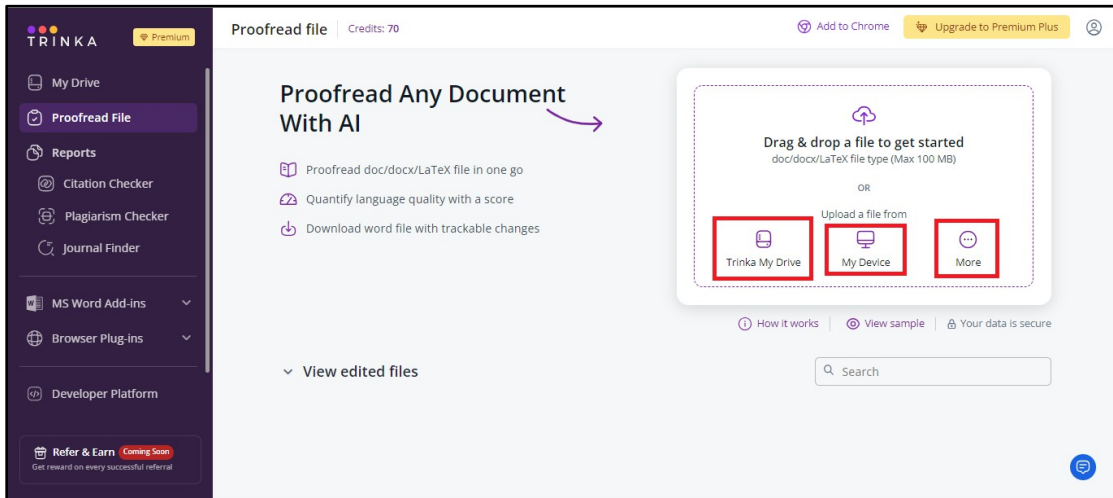 TRINKA
Premium
My Drive
Proofread File
Reports
Citation Checker
Plagiarism Checker
Journal Finder
MS Word Add-ins
Browser Plug-ins
Developer Platform
Refer & Earn Coming Soon
Get reward on every successful referral
Proofread file Credits: 70
Add to Chrome
Upgrade to Premium Plus
Proofread Any Document
With AI
Proofread doc/docx/LaTeX file in one go
Quantify language quality with a score
Download word file with trackable changes
Drag & drop a file to get started
doc/docx/LaTeX file type (Max 100 MB)
OR
Upload a file from
Trinka My Drive
My Device
More
How it works
View sample
Your data is secure
View edited files
Search